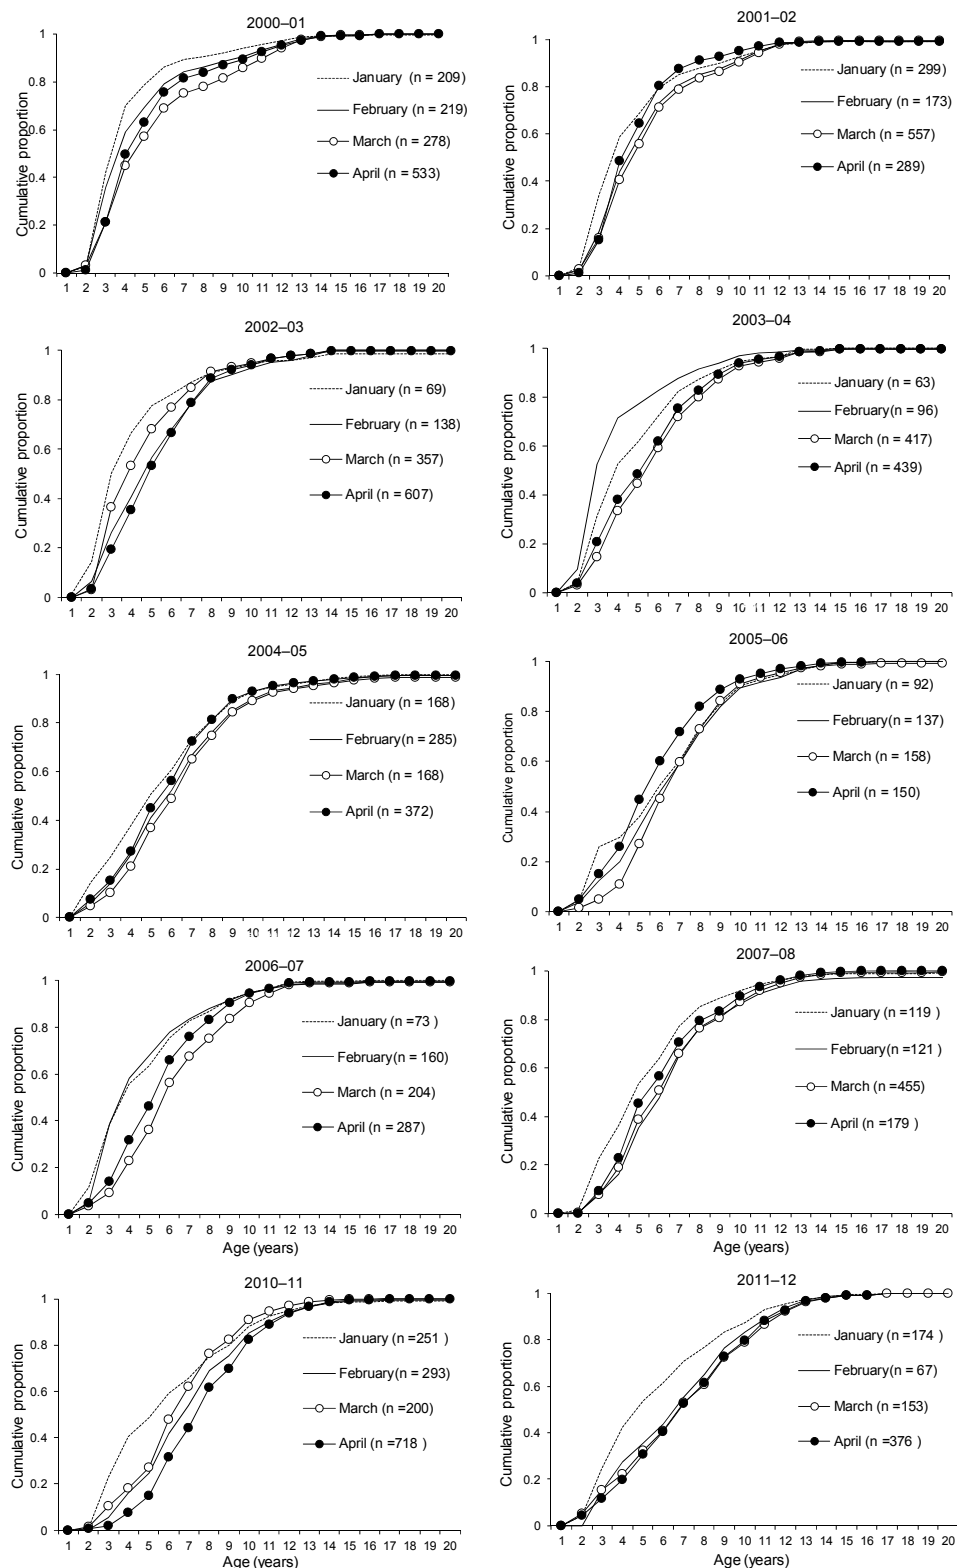 2000–01
Cumulative proportion
1
0.8
0.6
0.4
0.2
0
January (n = 209)
February (n = 219)
March (n = 278)
April (n = 533)
1 2 3 4 5 6 7 8 9 10 11 12 13 14 15 16 17 18 19 20
2001–02
Cumulative proportion
1
0.8
0.6
0.4
0.2
0
January (n = 299)
February (n = 173)
March (n = 557)
April (n = 289)
1 2 3 4 5 6 7 8 9 10 11 12 13 14 15 16 17 18 19 20
2002–03
Cumulative proportion
1
0.8
0.6
0.4
0.2
0
January (n = 69)
February (n = 138)
March (n = 357)
April (n = 607)
1 2 3 4 5 6 7 8 9 10 11 12 13 14 15 16 17 18 19 20
2003–04
Cumulative proportion
1
0.8
0.6
0.4
0.2
0
January (n = 63)
February(n = 96)
March (n = 417)
April (n = 439)
1 2 3 4 5 6 7 8 9 10 11 12 13 14 15 16 17 18 19 20
2004–05
Cumulative proportion
1
0.8
0.6
0.4
0.2
0
January (n = 168)
February(n = 285)
March (n = 168)
April (n = 372)
1 2 3 4 5 6 7 8 9 10 11 12 13 14 15 16 17 18 19 20
2005–06
Cumulative proportion
1
0.8
0.6
0.4
0.2
0
January (n = 92)
February(n = 137)
March (n = 158)
April (n = 150)
1 2 3 4 5 6 7 8 9 10 11 12 13 14 15 16 17 18 19 20
2006–07
Cumulative proportion
1
0.8
0.6
0.4
0.2
0
January (n =73 )
February(n = 160)
March (n = 204)
April (n = 287)
1 2 3 4 5 6 7 8 9 10 11 12 13 14 15 16 17 18 19 20
Age (years)
2007–08
Cumulative proportion
1
0.8
0.6
0.4
0.2
0
January (n =119 )
February(n =121 )
March (n =455)
April (n =179 )
1 2 3 4 5 6 7 8 9 10 11 12 13 14 15 16 17 18 19 20
Age (years)
2010–11
Cumulative proportion
1
0.8
0.6
0.4
0.2
0
January (n =251 )
February(n = 293)
March (n =200)
April (n =718 )
1 2 3 4 5 6 7 8 9 10 11 12 13 14 15 16 17 18 19 20
Age (years)
2011–12
Cumulative proportion
1
0.8
0.6
0.4
0.2
0
January (n =174 )
February(n = 67)
March (n =153)
April (n =376 )
1 2 3 4 5 6 7 8 9 10 11 12 13 14 15 16 17 18 19 20
Age (years)